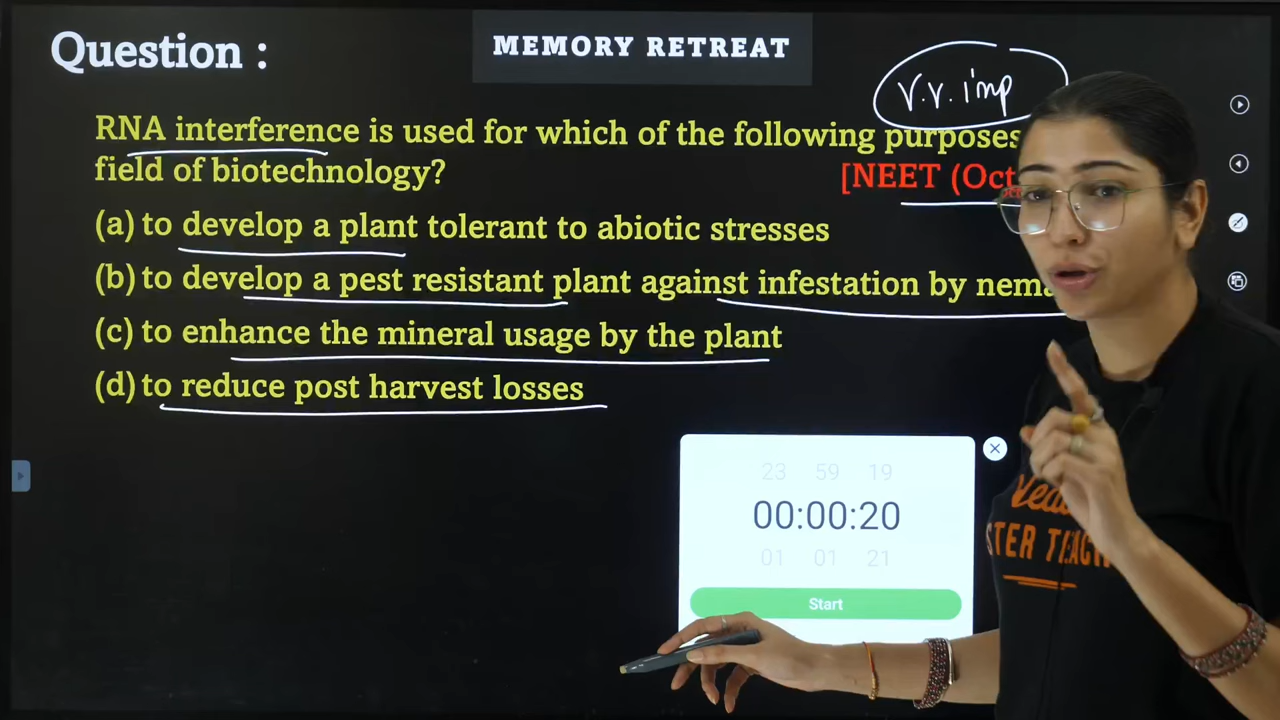 Question :
MEMORY RETREAT
v.v. imp
RNA interference is used for which of the following purposes
field of biotechnology?
[NEET (Oct
(a) to develop a plant tolerant to abiotic stresses
(b) to develop a pest resistant plant against infestation by nema
(c) to enhance the mineral usage by the plant
(d) to reduce post harvest losses
23 59 19
00:00:20
01 01 21
Start